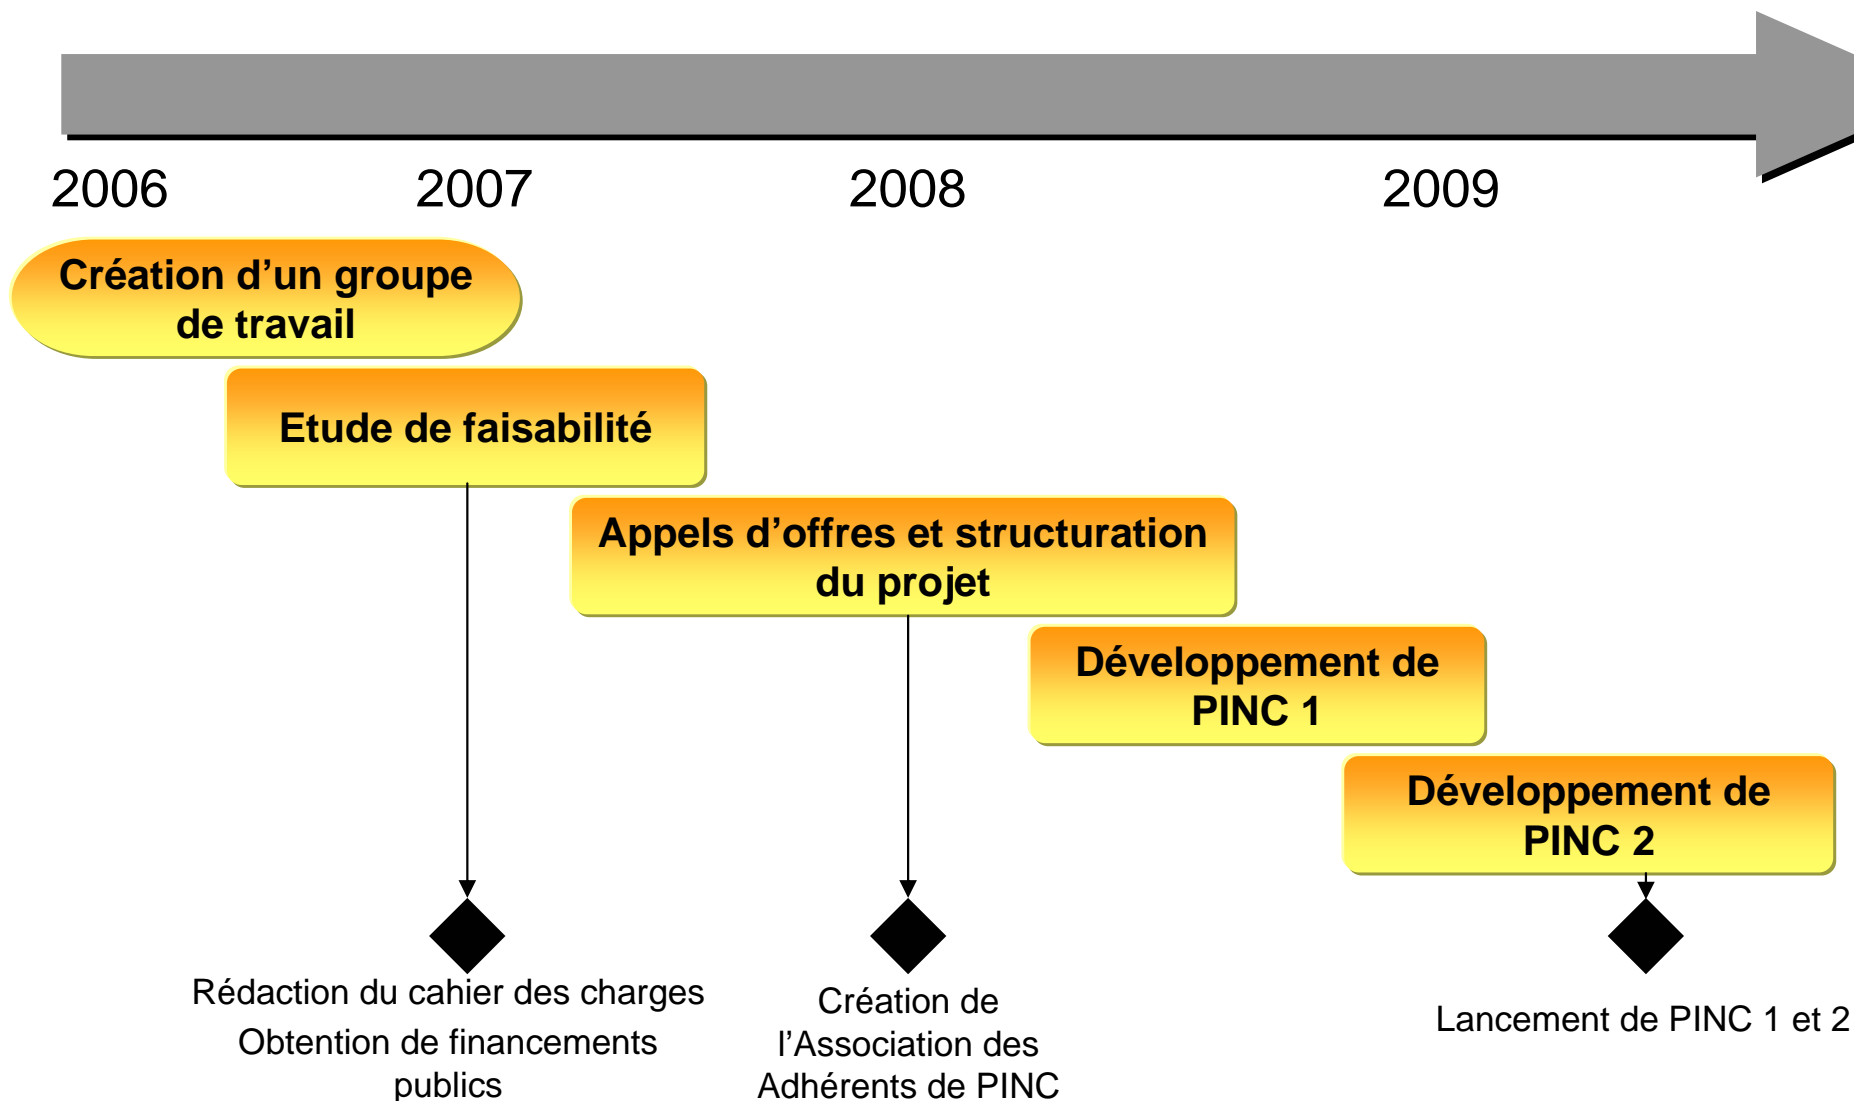 2006 2007 2008 2009
Création d’un groupe
de travail
Etude de faisabilité
Appels d’offres et structuration
du projet
Développement de
PINC 1
Développement de
PINC 2
Rédaction du cahier des charges
Obtention de financements
publics
Création de
l’Association des
Adhérents de PINC
Lancement de PINC 1 et 2